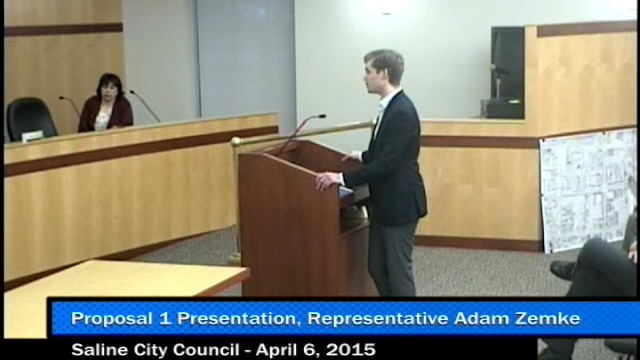 Proposal 1 Presentation, Representative Adam Zemke
Saline City Council - April 6, 2015